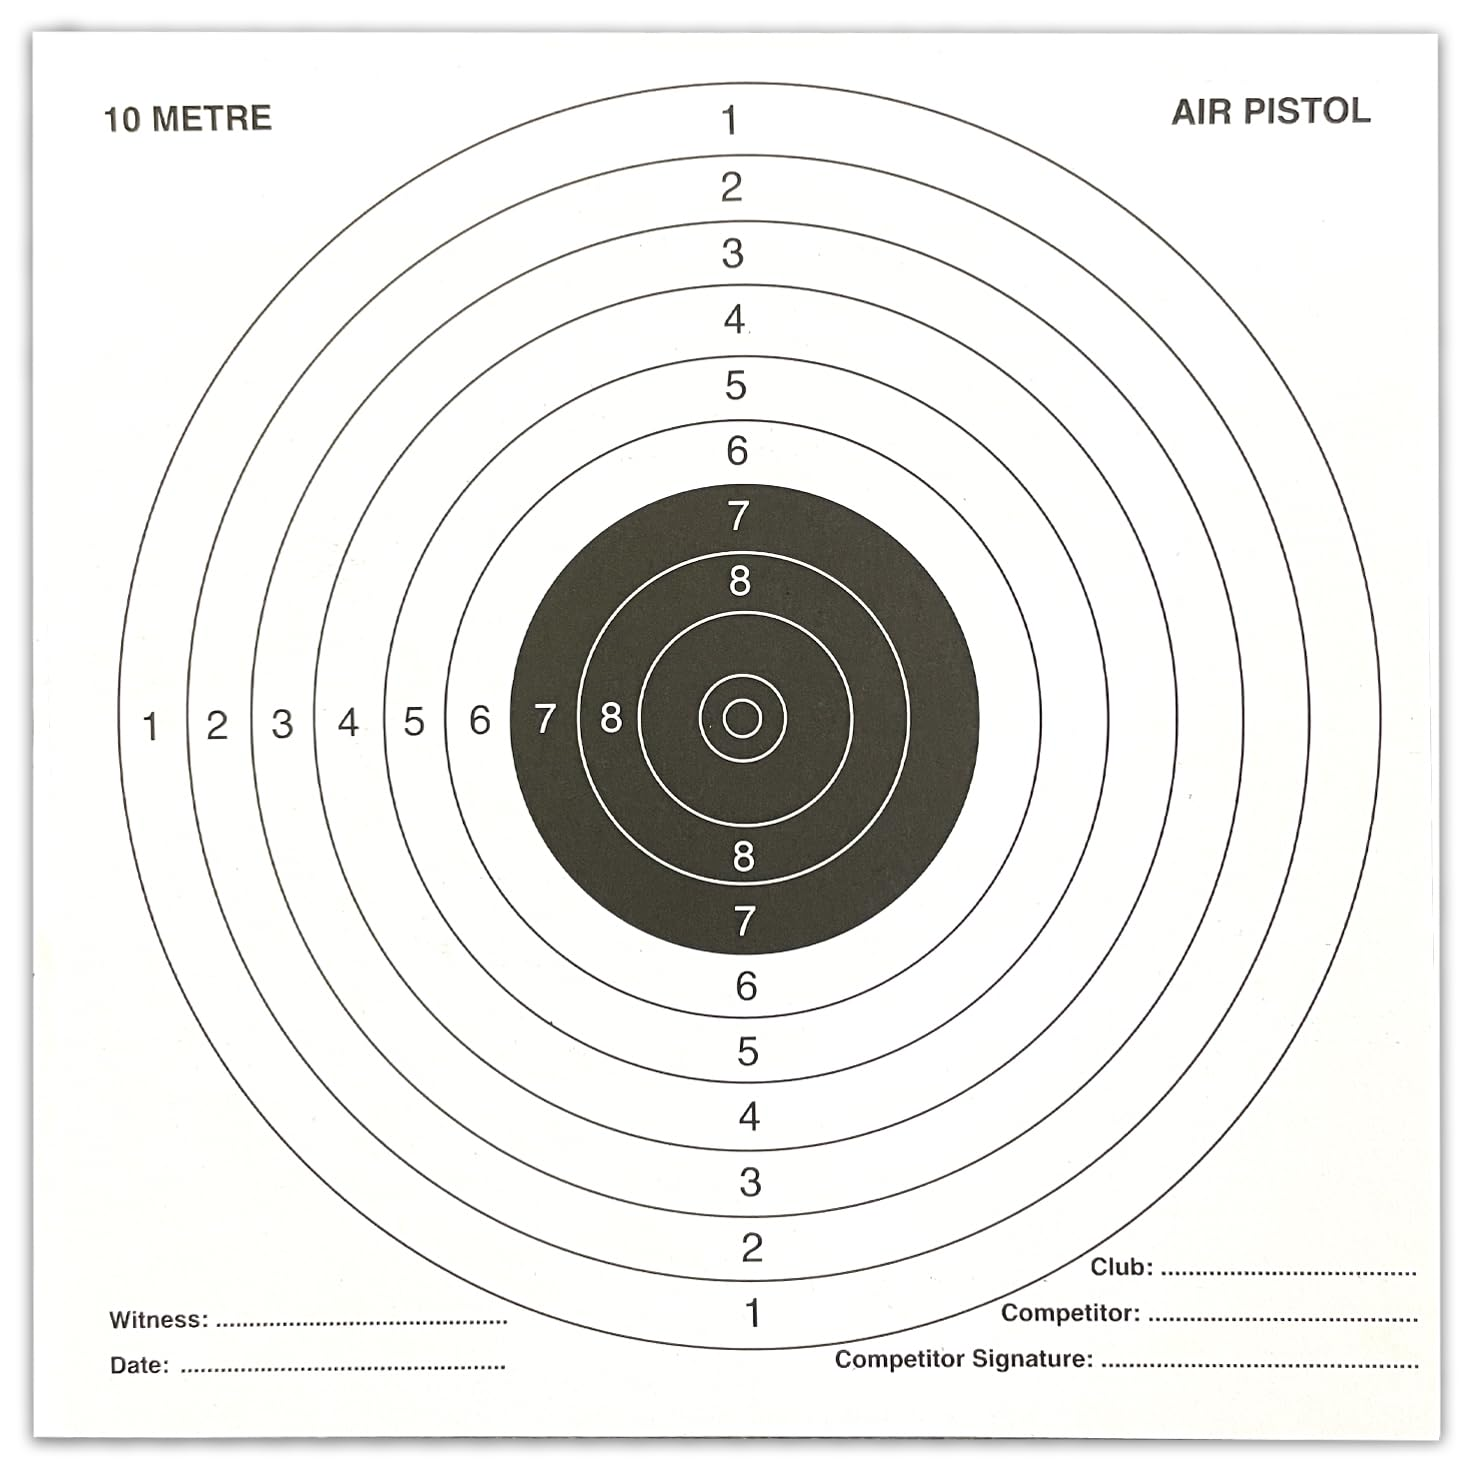 10 METRE
AIR PISTOL
1
2
3
4
5
6
7
8
1 2 3 4 5 6 7 8
8
7
6
5
4
3
2
1
Club: ..........................................
Witness: ..........................................
Competitor: ..........................................
Date: ..........................................
Competitor Signature: ..........................................